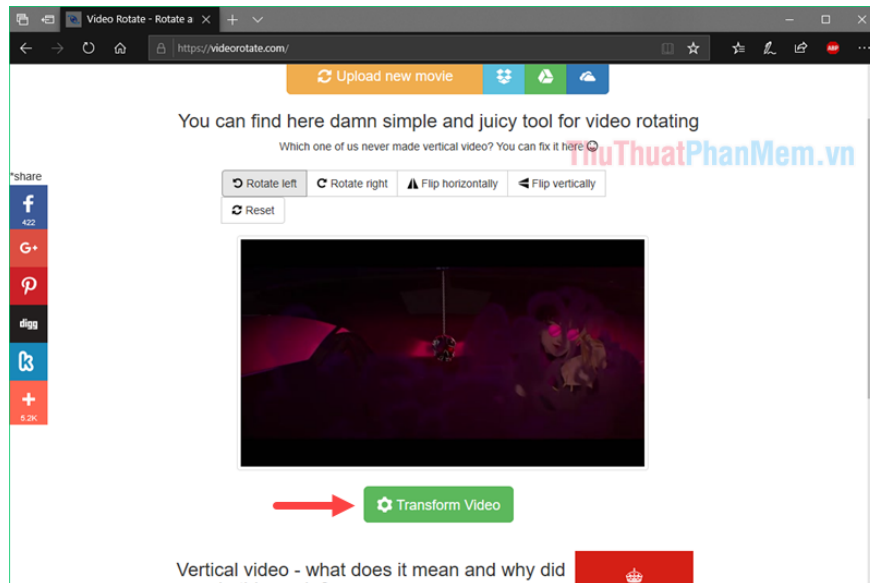 Video Rotate - Rotate a
https://videorotate.com/
ABP
Upload new movie
You can find here damn simple and juicy tool for video rotating
Which one of us never made vertical video? You can fix it here
ThuThuatPhanMem.vn
*share
Rotate left
Rotate right
Flip horizontally
Flip vertically
422
Reset
G+
digg
5.2K
Transform Video
Vertical video - what does it mean and why did